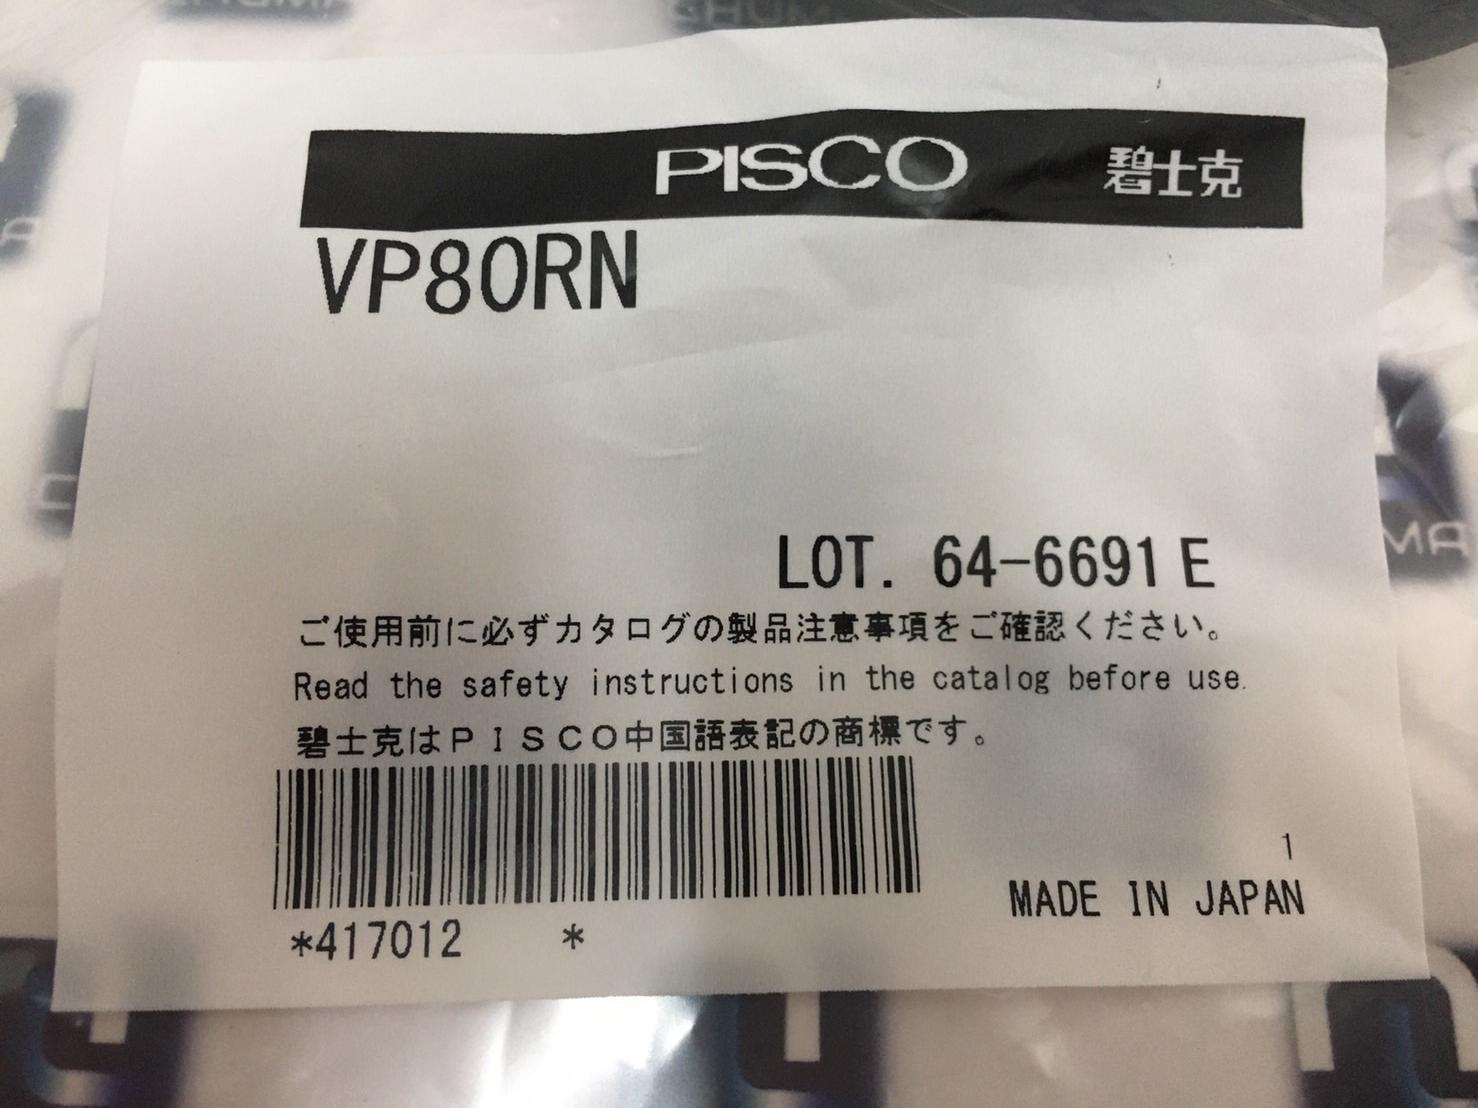 PISCO 碧士克
VP80RN
LOT. 64-6691 E
ご使用前に必ずカタログの製品注意事項をご確認ください。
Read the safety instructions in the catalog before use.
碧士克はＰＩＳＣＯ中国語表記の商標です。
1
*417012 *
MADE IN JAPAN